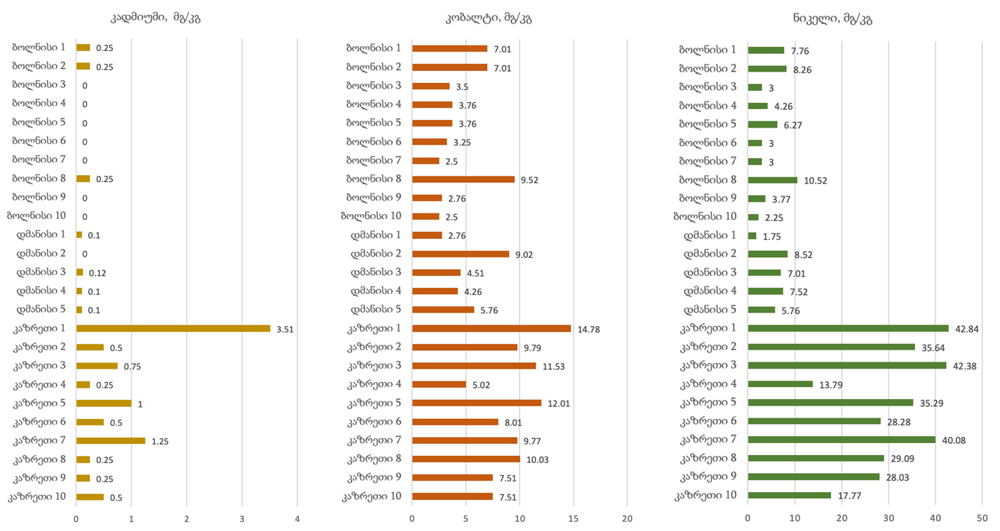 კადმიუმი, მგ/კგ
ბოლნისი 1 0.25
ბოლნისი 2 0.25
ბოლნისი 3 0
ბოლნისი 4 0
ბოლნისი 5 0
ბოლნისი 6 0
ბოლნისი 7 0
ბოლნისი 8 0.25
ბოლნისი 9 0
ბოლნისი 10 0
დმანისი 1 0.1
დმანისი 2 0
დმანისი 3 0.12
დმანისი 4 0.1
დმანისი 5 0.1
კაზრეთი 1 3.51
კაზრეთი 2 0.5
კაზრეთი 3 0.75
კაზრეთი 4 0.25
კაზრეთი 5 1
კაზრეთი 6 0.5
კაზრეთი 7 1.25
კაზრეთი 8 0.25
კაზრეთი 9 0.25
კაზრეთი 10 0.5
0 1 2 3 4
კობალტი, მგ/კგ
ბოლნისი 1 7.01
ბოლნისი 2 7.01
ბოლნისი 3 3.5
ბოლნისი 4 3.76
ბოლნისი 5 3.76
ბოლნისი 6 3.25
ბოლნისი 7 2.5
ბოლნისი 8 9.52
ბოლნისი 9 2.76
ბოლნისი 10 2.5
დმანისი 1 2.76
დმანისი 2 9.02
დმანისი 3 4.51
დმანისი 4 4.26
დმანისი 5 5.76
კაზრეთი 1 14.78
კაზრეთი 2 9.79
კაზრეთი 3 11.53
კაზრეთი 4 5.02
კაზრეთი 5 12.01
კაზრეთი 6 8.01
კაზრეთი 7 9.77
კაზრეთი 8 10.03
კაზრეთი 9 7.51
კაზრეთი 10 7.51
0 5 10 15 20
ნიკელი, მგ/კგ
ბოლნისი 1 7.76
ბოლნისი 2 8.26
ბოლნისი 3 3
ბოლნისი 4 4.26
ბოლნისი 5 6.27
ბოლნისი 6 3
ბოლნისი 7 3
ბოლნისი 8 10.52
ბოლნისი 9 3.77
ბოლნისი 10 2.25
დმანისი 1 1.75
დმანისი 2 8.52
დმანისი 3 7.01
დმანისი 4 7.52
დმანისი 5 5.76
კაზრეთი 1 42.84
კაზრეთი 2 35.64
კაზრეთი 3 42.38
კაზრეთი 4 13.79
კაზრეთი 5 35.29
კაზრეთი 6 28.28
კაზრეთი 7 40.08
კაზრეთი 8 29.09
კაზრეთი 9 28.03
კაზრეთი 10 17.77
0 10 20 30 40 50